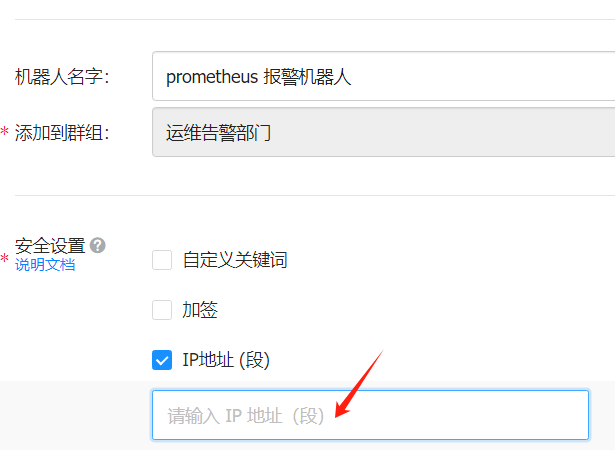 机器人名字： prometheus 报警机器人
* 添加到群组： 运维告警部门
安全设置 ?
* 说明文档
自定义关键词
加签
IP地址 (段)
请输入 IP 地址（段）